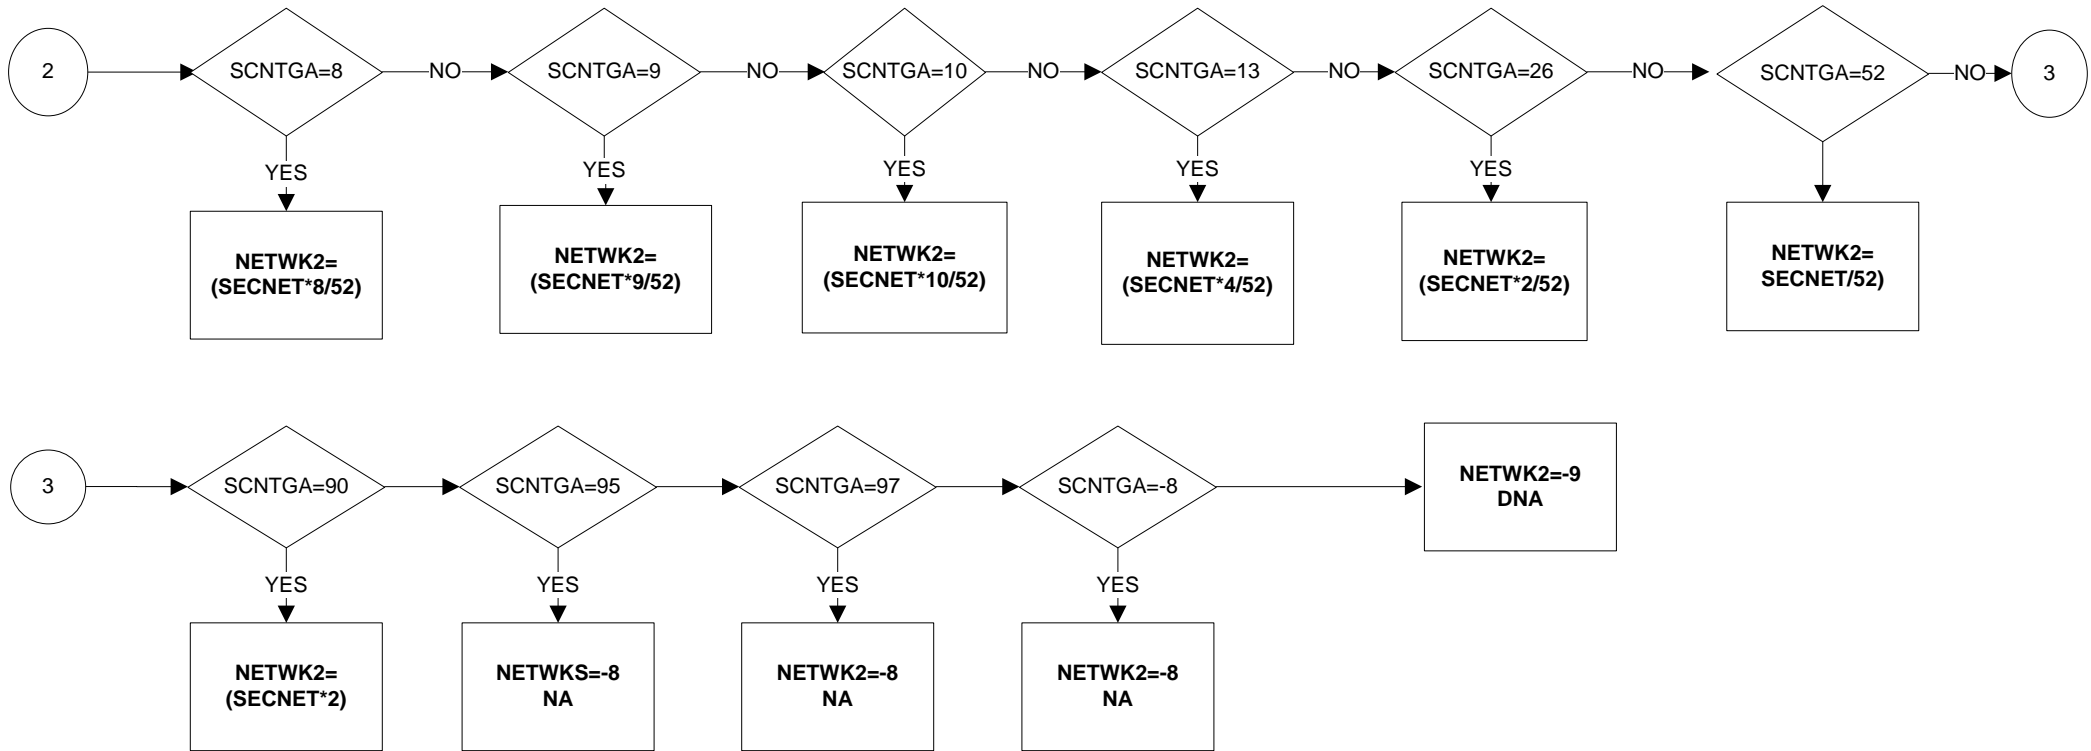 2
SCNTGA=8
NO
SCNTGA=9
NO
SCNTGA=10
NO
SCNTGA=13
NO
SCNTGA=26
NO
SCNTGA=52
NO
3
YES
YES
YES
YES
YES
NETWK2=
(SECNET*8/52)
NETWK2=
(SECNET*9/52)
NETWK2=
(SECNET*10/52)
NETWK2=
(SECNET*4/52)
NETWK2=
(SECNET*2/52)
NETWK2=
SECNET/52)
3
SCNTGA=90
SCNTGA=95
SCNTGA=97
SCNTGA=-8
NETWK2=-9
DNA
YES
YES
YES
YES
NETWK2=
(SECNET*2)
NETWKS=-8
NA
NETWK2=-8
NA
NETWK2=-8
NA